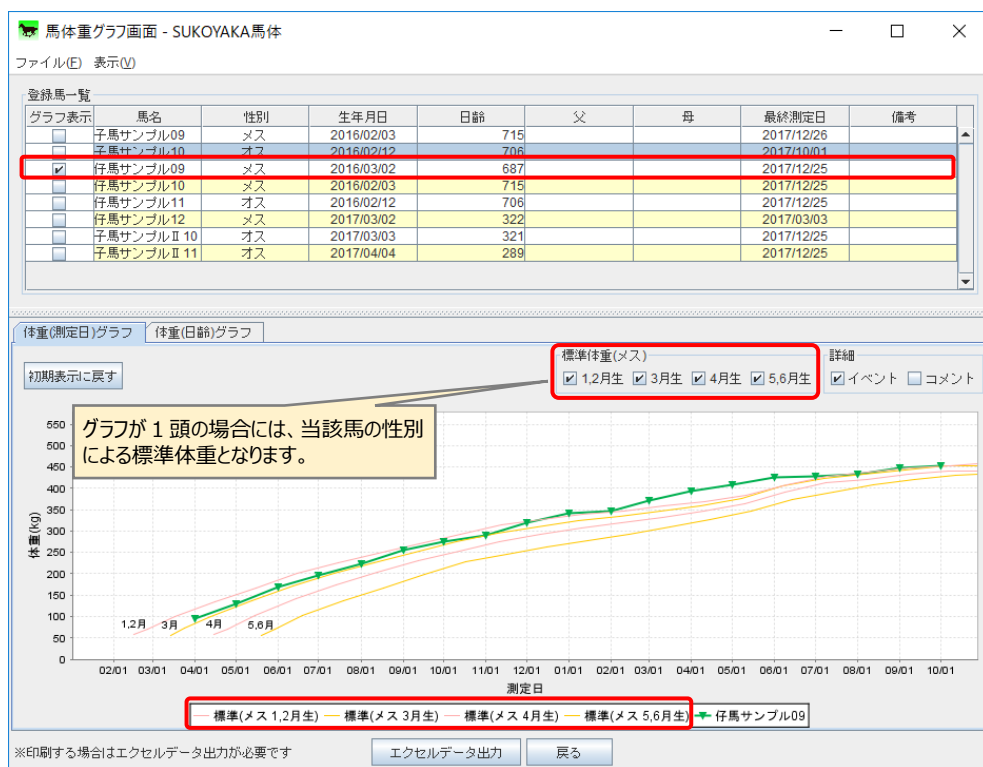 馬体重グラフ画面 - SUKOYAKA馬体
ファイル(F) 表示(V)
登録馬一覧
グラフ表示 馬名 性別 生年月日 日齢 父 母 最終測定日 備考
子馬サンプル09 メス 2016/02/03 715 2017/12/26
子馬サンプル10 オス 2016/02/12 706 2017/10/01
仔馬サンプル09 メス 2016/03/02 687 2017/12/25
仔馬サンプル10 メス 2016/02/03 715 2017/12/25
仔馬サンプル11 オス 2016/02/12 706 2017/12/25
仔馬サンプル12 メス 2017/03/02 322 2017/03/03
子馬サンプルⅡ 10 オス 2017/03/03 321 2017/12/25
子馬サンプルⅡ 11 オス 2017/04/04 289 2017/12/25
体重(測定日)グラフ 体重(日齢)グラフ
標準体重(メス) 詳細
初期表示に戻す 1,2月生 3月生 4月生 5,6月生 イベント コメント
グラフが 1 頭の場合には、当該馬の性別
による標準体重となります。
体重(kg)
550
500
450
400
350
300
250
200
150
100
50
0
1,2月 3月 4月 5,6月
02/01 03/01 04/01 05/01 06/01 07/01 08/01 09/01 10/01 11/01 12/01 01/01 02/01 03/01 04/01 05/01 06/01 07/01 08/01 09/01 10/01
測定日
標準(メス 1,2月生) 標準(メス 3月生) 標準(メス 4月生) 標準(メス 5,6月生) 仔馬サンプル09
※印刷する場合はエクセルデータ出力が必要です エクセルデータ出力 戻る